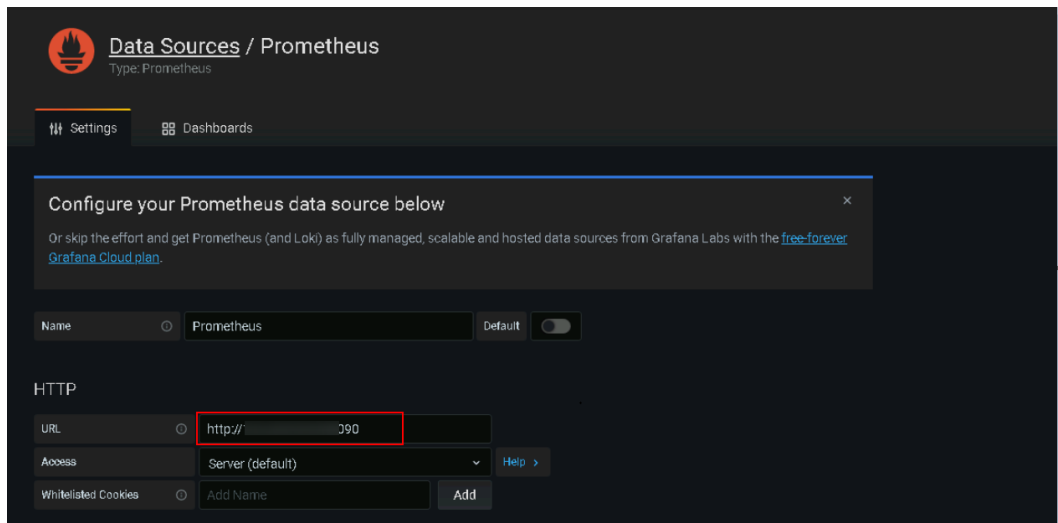 Data Sources / Prometheus
Type: Prometheus
Settings
Dashboards
Configure your Prometheus data source below
×
Or skip the effort and get Prometheus (and Loki) as fully managed, scalable and hosted data sources from Grafana Labs with the free-forever
Grafana Cloud plan.
Name
Prometheus
Default
HTTP
URL
http:// 090
Access
Server (default)
Help >
Whitelisted Cookies
Add Name
Add